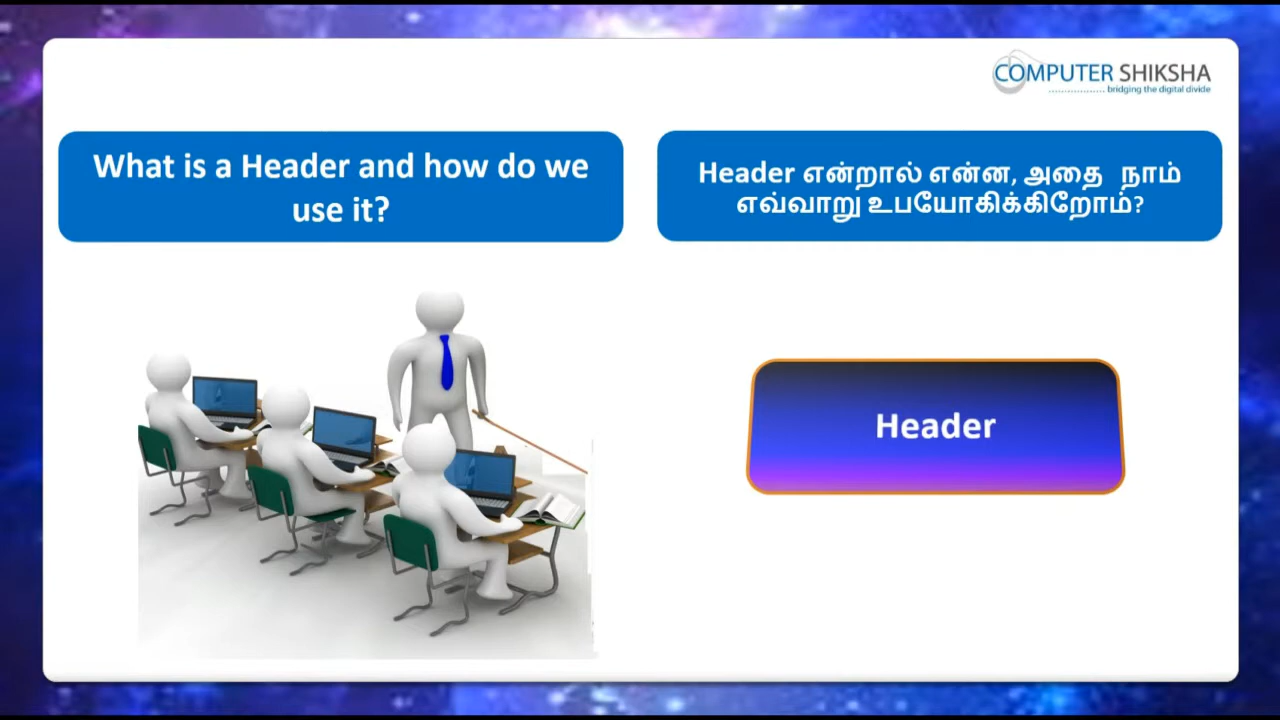 COMPUTER SHIKSHA
bridging the digital divide
What is a Header and how do we
use it?
Header என்றால் என்ன, அதை நாம்
எவ்வாறு உபயோகிக்கிறோம்?
Header